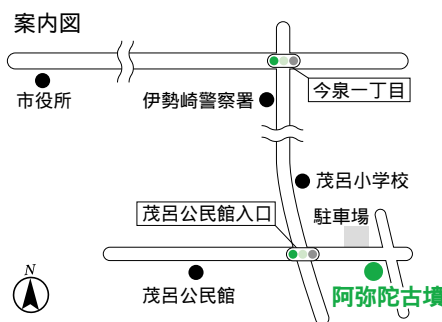 案内図
市役所
伊勢崎警察署
今泉一丁目
茂呂小学校
茂呂公民館入口
駐車場
茂呂公民館
阿弥陀古墳
N